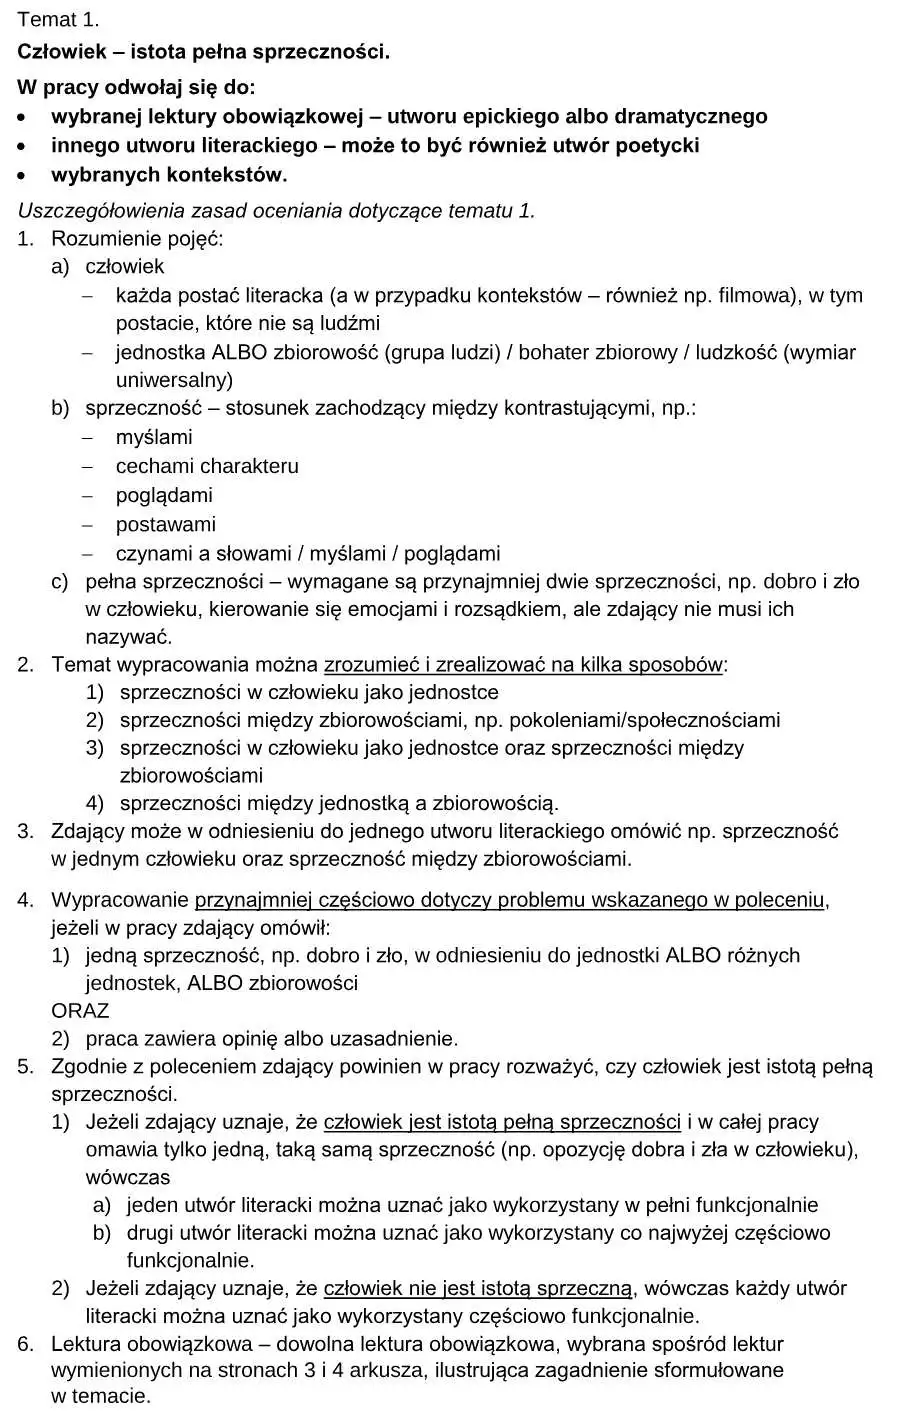 Temat 1.
Człowiek – istota pełna sprzeczności.
W pracy odwołaj się do:
• wybranej lektury obowiązkowej – utworu epickiego albo dramatycznego
• innego utworu literackiego – może to być również utwór poetycki
• wybranych kontekstów.
Uszczegółowienia zasad oceniania dotyczące tematu 1.
1. Rozumienie pojęć:
a) człowiek
– każda postać literacka (a w przypadku kontekstów – również np. filmowa), w tym
postacie, które nie są ludźmi
– jednostka ALBO zbiorowość (grupa ludzi) / bohater zbiorowy / ludzkość (wymiar
uniwersalny)
b) sprzeczność – stosunek zachodzący między kontrastującymi, np.:
– myślami
– cechami charakteru
– poglądami
– postawami
– czynami a słowami / myślami / poglądami
c) pełna sprzeczności – wymagane są przynajmniej dwie sprzeczności, np. dobro i zło
w człowieku, kierowanie się emocjami i rozsądkiem, ale zdający nie musi ich
nazywać.
2. Temat wypracowania można zrozumieć i zrealizować na kilka sposobów:
1) sprzeczności w człowieku jako jednostce
2) sprzeczności między zbiorowościami, np. pokoleniami/społecznościami
3) sprzeczności w człowieku jako jednostce oraz sprzeczności między
zbiorowościami
4) sprzeczności między jednostką a zbiorowością.
3. Zdający może w odniesieniu do jednego utworu literackiego omówić np. sprzeczność
w jednym człowieku oraz sprzeczność między zbiorowościami.
4. Wypracowanie przynajmniej częściowo dotyczy problemu wskazanego w poleceniu,
jeżeli w pracy zdający omówił:
1) jedną sprzeczność, np. dobro i zło, w odniesieniu do jednostki ALBO różnych
jednostek, ALBO zbiorowości
ORAZ
2) praca zawiera opinię albo uzasadnienie.
5. Zgodnie z poleceniem zdający powinien w pracy rozważyć, czy człowiek jest istotą pełną
sprzeczności.
1) Jeżeli zdający uznaje, że człowiek jest istotą pełną sprzeczności i w całej pracy
omawia tylko jedną, taką samą sprzeczność (np. opozycję dobra i zła w człowieku),
wówczas
a) jeden utwór literacki można uznać jako wykorzystany w pełni funkcjonalnie
b) drugi utwór literacki można uznać jako wykorzystany co najwyżej częściowo
funkcjonalnie.
2) Jeżeli zdający uznaje, że człowiek nie jest istotą sprzeczną, wówczas każdy utwór
literacki można uznać jako wykorzystany częściowo funkcjonalnie.
6. Lektura obowiązkowa – dowolna lektura obowiązkowa, wybrana spośród lektur
wymienionych na stronach 3 i 4 arkusza, ilustrująca zagadnienie sformułowane
w temacie.